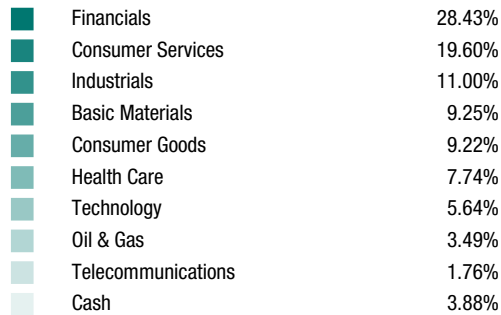 Financials 28.43%
Consumer Services 19.60%
Industrials 11.00%
Basic Materials 9.25%
Consumer Goods 9.22%
Health Care 7.74%
Technology 5.64%
Oil & Gas 3.49%
Telecommunications 1.76%
Cash 3.88%